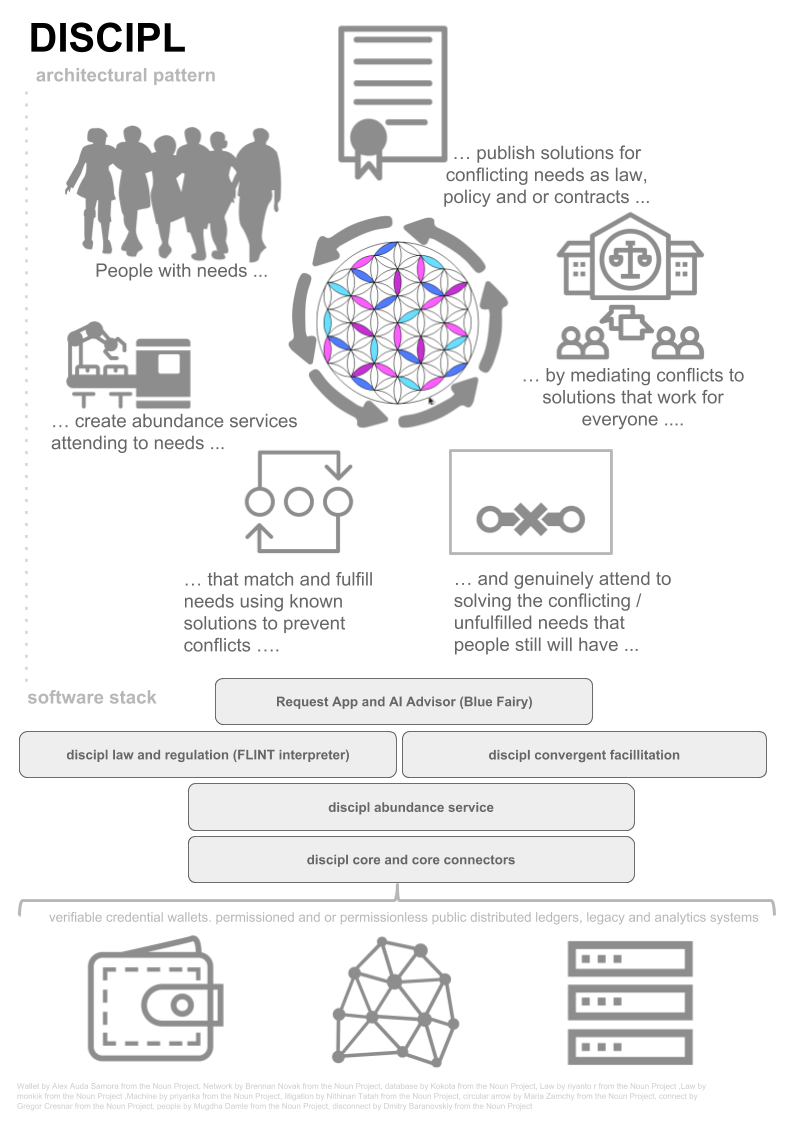 DISCIPL
architectural pattern
… publish solutions for
conflicting needs as law,
policy and or contracts ...
People with needs ...
… by mediating conflicts to
solutions that work for
everyone ....
… create abundance services
attending to needs ...
… that match and fulfill
needs using known
solutions to prevent
conflicts ….
… and genuinely attend to
solving the conflicting /
unfulfilled needs that
people still will have ...
software stack
Request App and AI Advisor (Blue Fairy)
discipl law and regulation (FLINT interpreter)
discipl convergent facillitation
discipl abundance service
discipl core and core connectors
verifiable credential wallets. permissioned and or permissionless public distributed ledgers, legacy and analytics systems
Wallet by Alex Auda Samora from the Noun Project, Network by Brennan Novak from the Noun Project, database by Kokota from the Noun Project, Law by riyanto r from the Noun Project ,Law by
monkik from the Noun Project ,Machine by priyanka from the Noun Project, litigation by Nithinan Tatah from the Noun Project, circular arrow by Maria Zamchy from the Noun Project, connect by
Gregor Cresnar from the Noun Project, people by Mugdha Damle from the Noun Project, disconnect by Dmitry Baranovskiy from the Noun Project